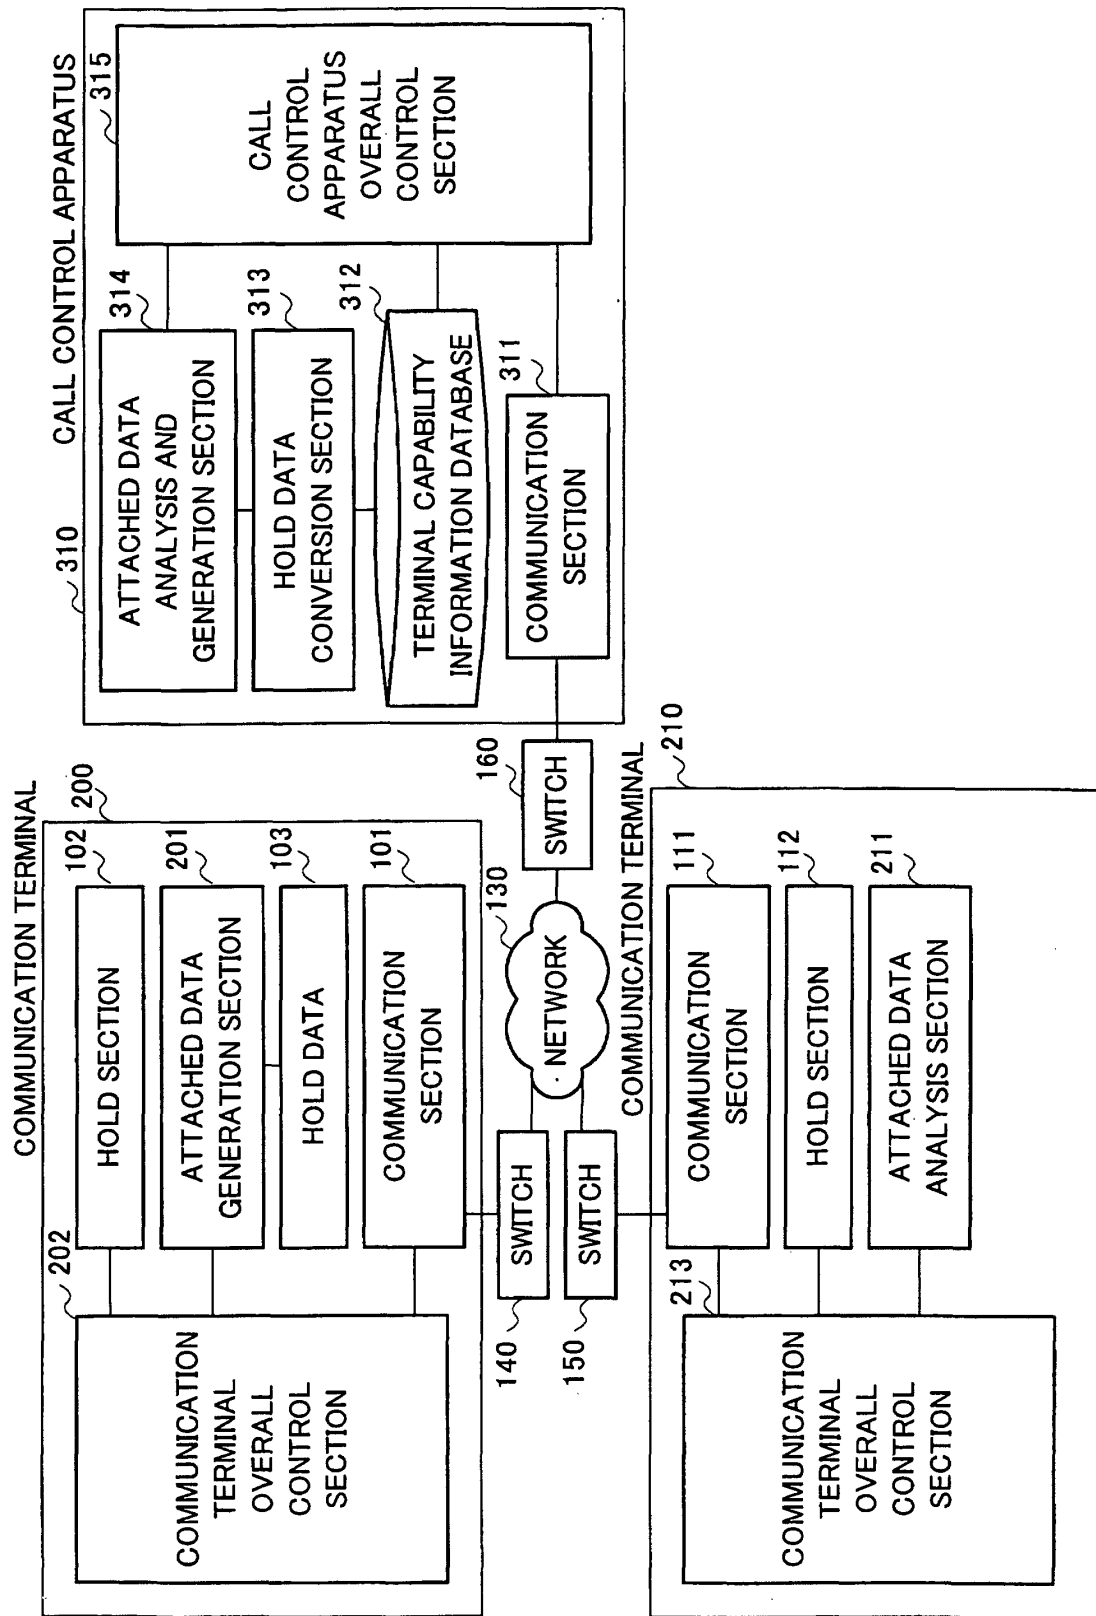 COMMUNICATION TERMINAL
200
202
COMMUNICATION
TERMINAL
OVERALL
CONTROL
SECTION
102
HOLD SECTION
201
ATTACHED DATA
GENERATION SECTION
103
HOLD DATA
101
COMMUNICATION
SECTION
140
SWITCH
150
SWITCH
130
NETWORK
160
SWITCH
CALL CONTROL APPARATUS
310
314
ATTACHED DATA
ANALYSIS AND
GENERATION SECTION
313
HOLD DATA
CONVERSION SECTION
312
TERMINAL CAPABILITY
INFORMATION DATABASE
311
COMMUNICATION
SECTION
315
CALL
CONTROL
APPARATUS
OVERALL
CONTROL
SECTION
COMMUNICATION TERMINAL
210
213
COMMUNICATION
TERMINAL
OVERALL
CONTROL
SECTION
111
COMMUNICATION
SECTION
112
HOLD SECTION
211
ATTACHED DATA
ANALYSIS SECTION